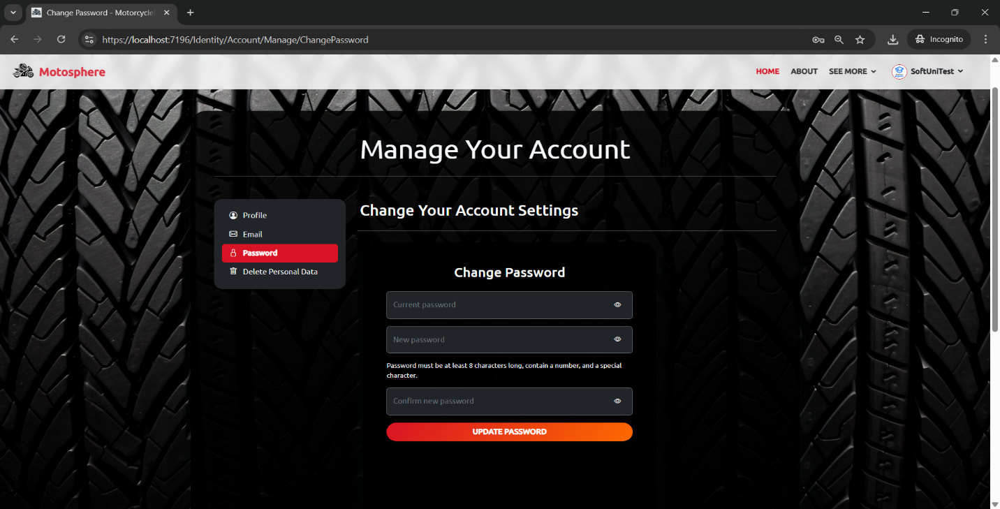 Change Password - Motorcycle
https://localhost:7196/Identity/Account/Manage/ChangePassword
Incognito
Motosphere
HOME
ABOUT
SEE MORE
SoftUniTest
Manage Your Account
Profile
Email
Password
Delete Personal Data
Change Your Account Settings
Change Password
Current password
New password
Password must be at least 8 characters long, contain a number, and a special
character.
Confirm new password
UPDATE PASSWORD